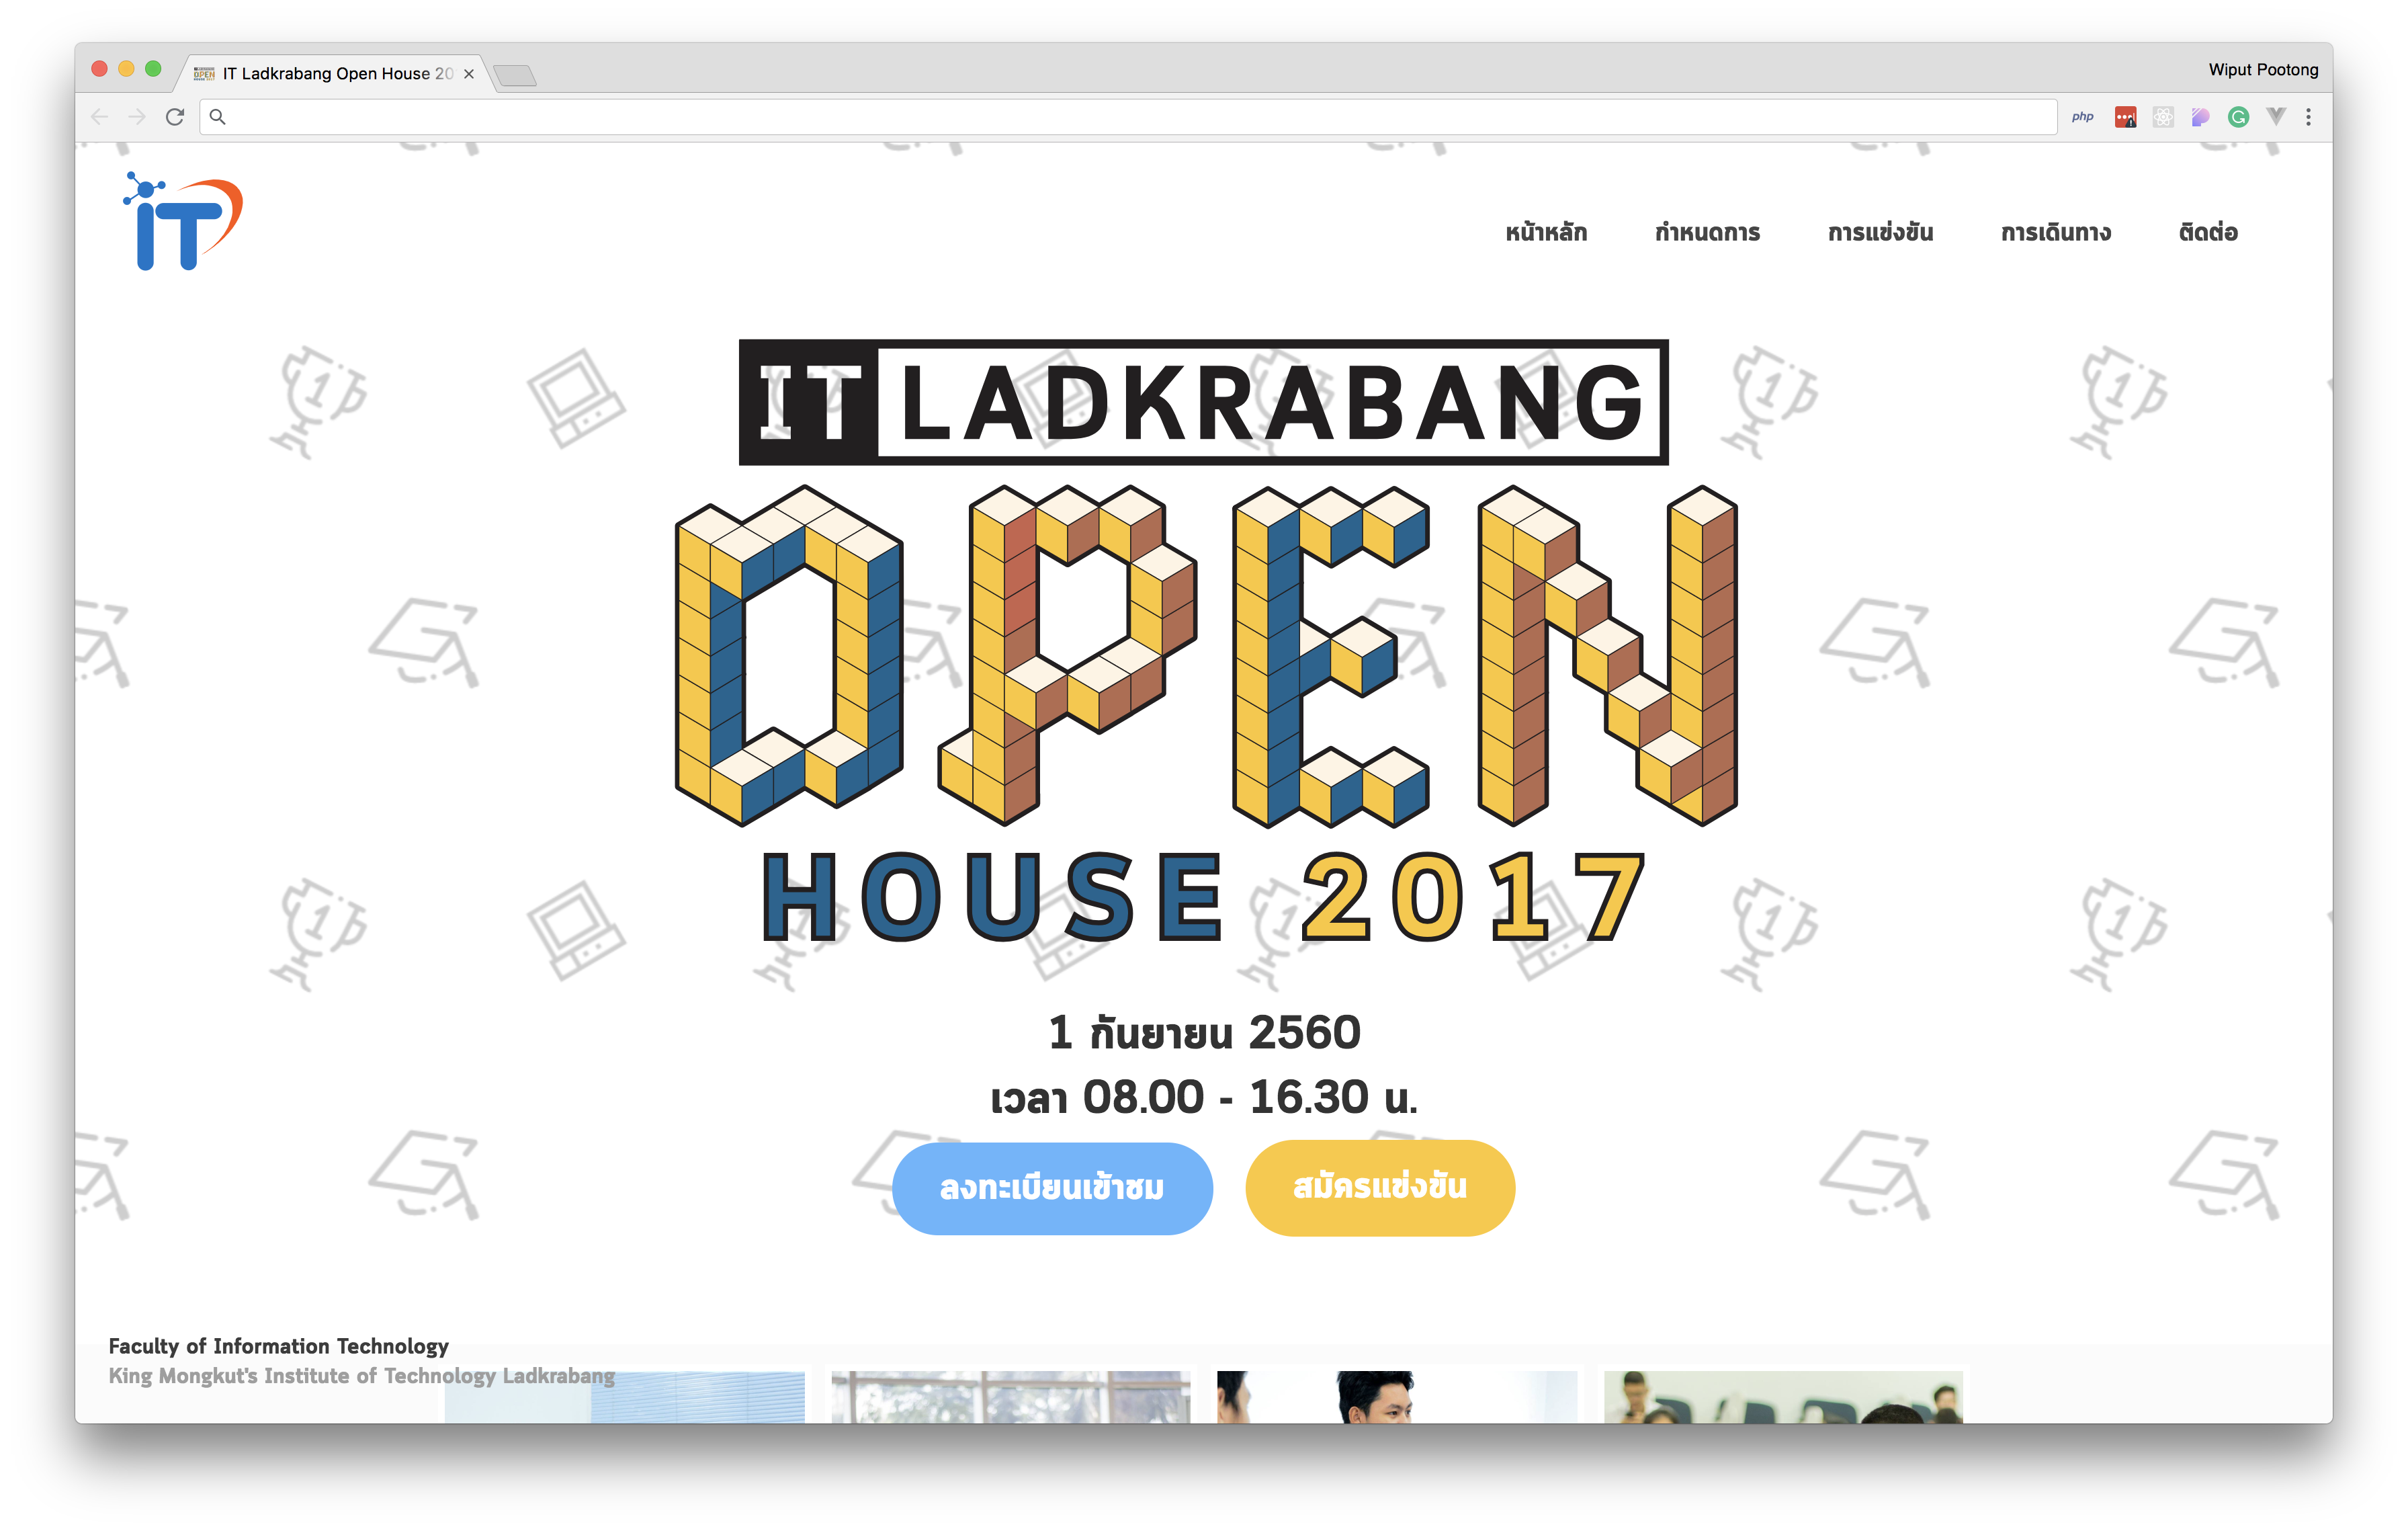 IT Ladkrabang Open House 20
Wiput Pootong
php
iT
หน้าหลัก กำหนดการ การแข่งขัน การเดินทาง ติดต่อ
IT LADKRABANG
OPEN
HOUSE 2017
1 กันยายน 2560
เวลา 08.00 - 16.30 น.
ลงทะเบียนเข้าชม สมัครแข่งขัน
Faculty of Information Technology
King Mongkut's Institute of Technology Ladkrabang